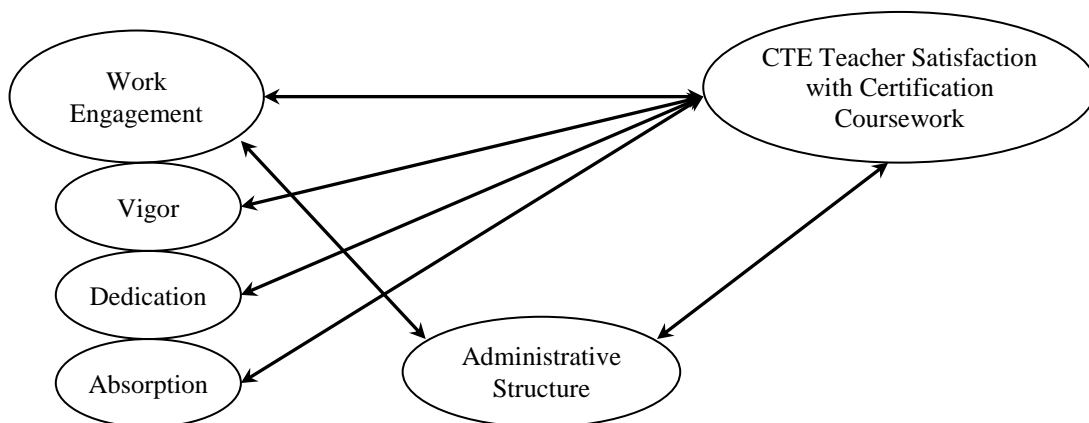 Work
Engagement
CTE Teacher Satisfaction
with Certification
Coursework
Vigor
Dedication
Absorption
Administrative
Structure